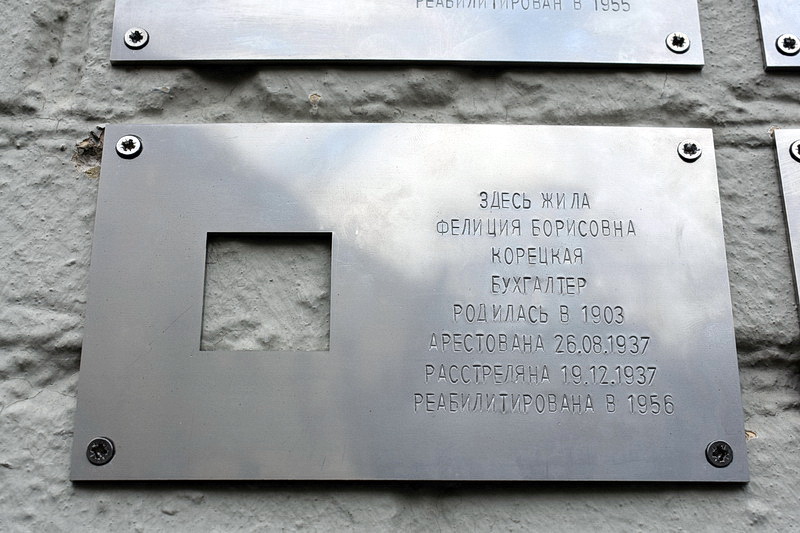 РЕАБИЛИТИРОВАН В 1955
ЗДЕСЬ ЖИЛА
ФЕЛИЦИЯ БОРИСОВНА
КОРЕЦКАЯ
БУХГАЛТЕР
РОДИЛАСЬ В 1903
АРЕСТОВАНА 26.08.1937
РАССТРЕЛЯНА 19.12.1937
РЕАБИЛИТИРОВАНА В 1956